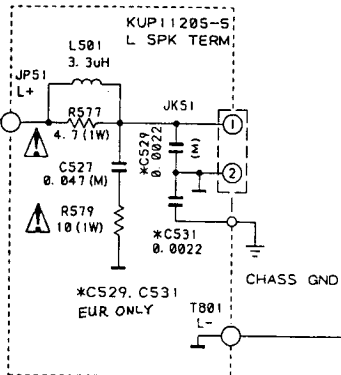 KUP11205-5
L SPK TERM
L501
3.3uH
JP51
L+
R577
4.7(1W)
JK51
1
*C529
0.0022
(M)
C527
0.047(M)
2
R579
10(1W)
*C531
0.0022
CHASS GND
*C529, C531
EUR ONLY
T801
L-